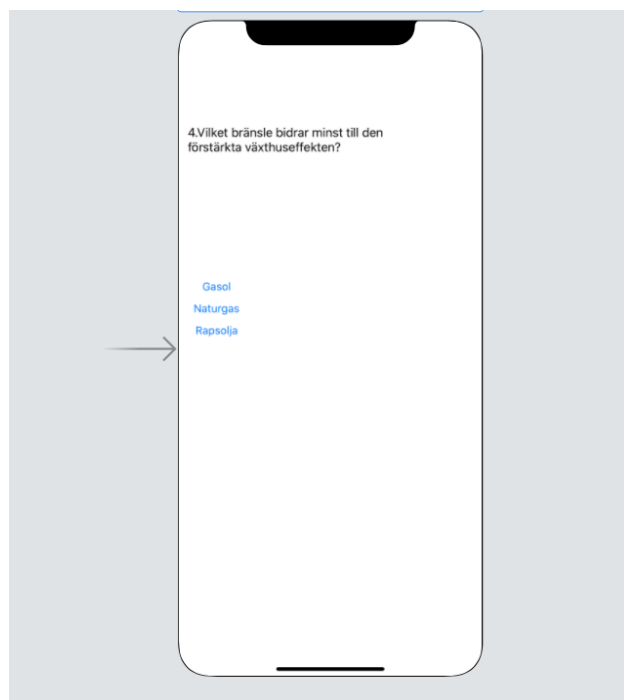 4.Vilket bränsle bidrar minst till den
förstärkta växthuseffekten?
Gasol
Naturgas
Rapsolja